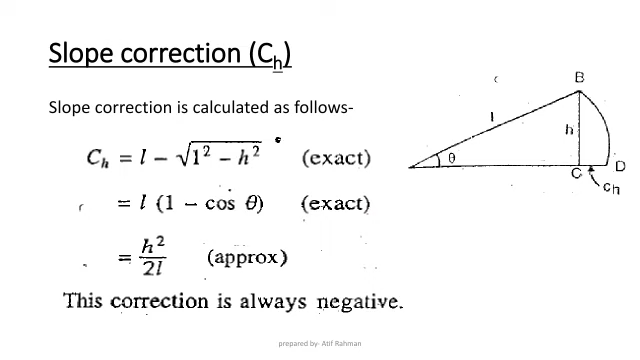 Slope correction (Cₕ)
Slope correction is calculated as follows-
Cₕ = l − √1² − h² (exact)
= l (1 − cos θ) (exact)
= h²/2l (approx)
This correction is always negative.
B
l
h
θ
C
D
Ch
prepared by- Atif Rahman